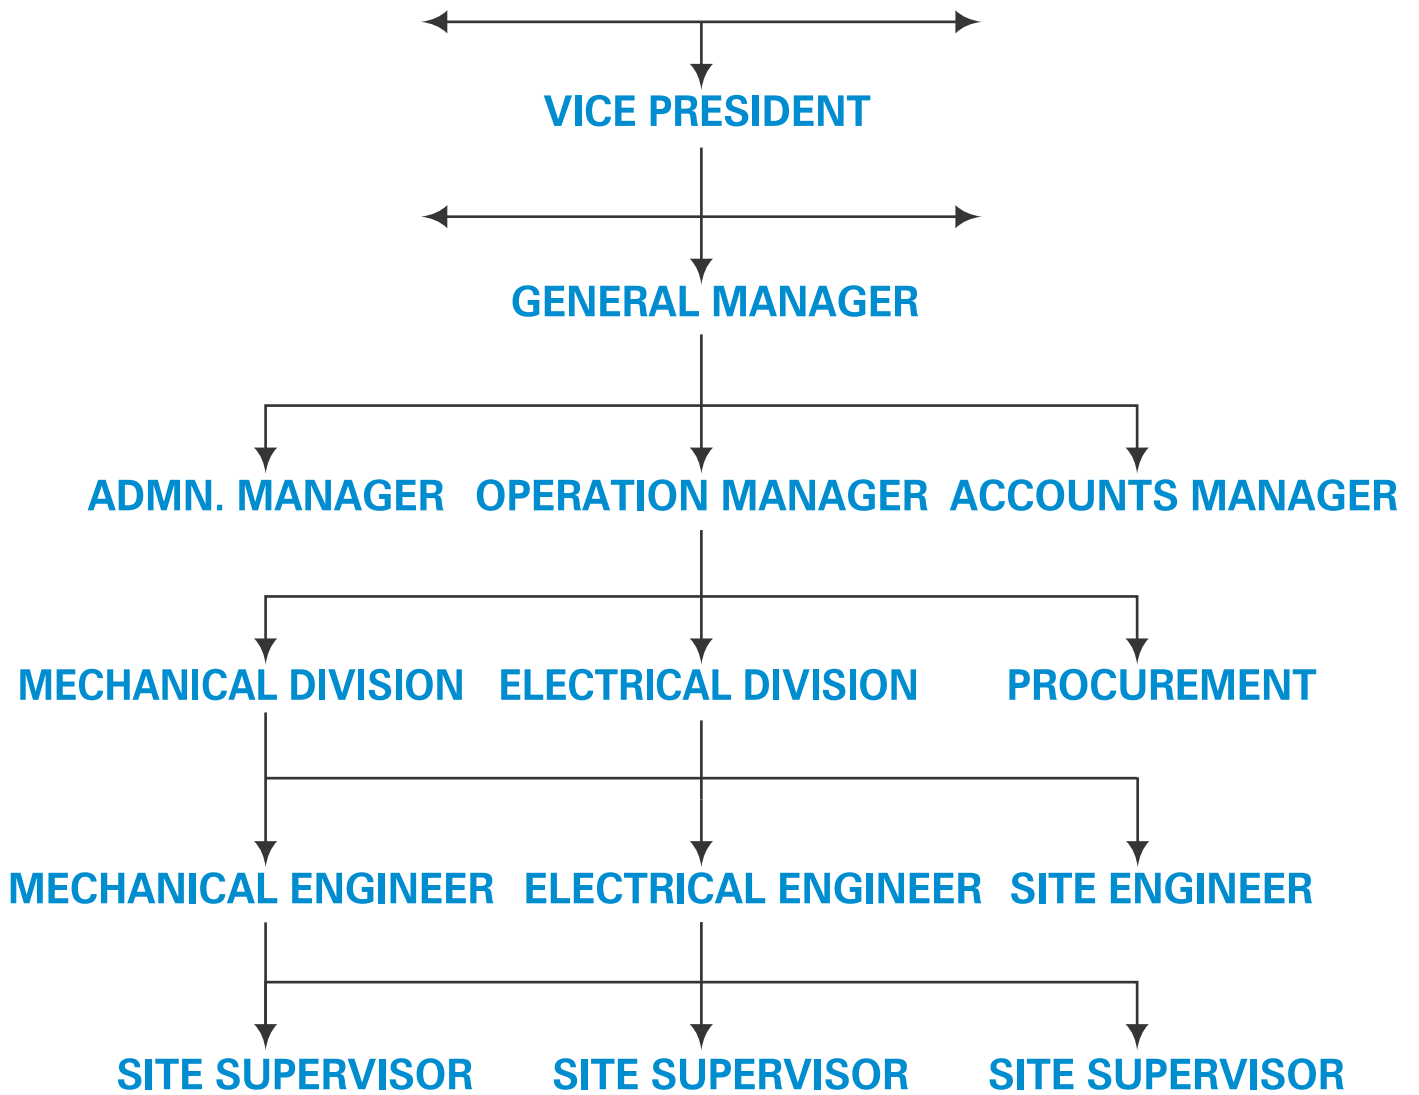 VICE PRESIDENT
GENERAL MANAGER
ADMN. MANAGER OPERATION MANAGER ACCOUNTS MANAGER
MECHANICAL DIVISION ELECTRICAL DIVISION PROCUREMENT
MECHANICAL ENGINEER ELECTRICAL ENGINEER SITE ENGINEER
SITE SUPERVISOR SITE SUPERVISOR SITE SUPERVISOR